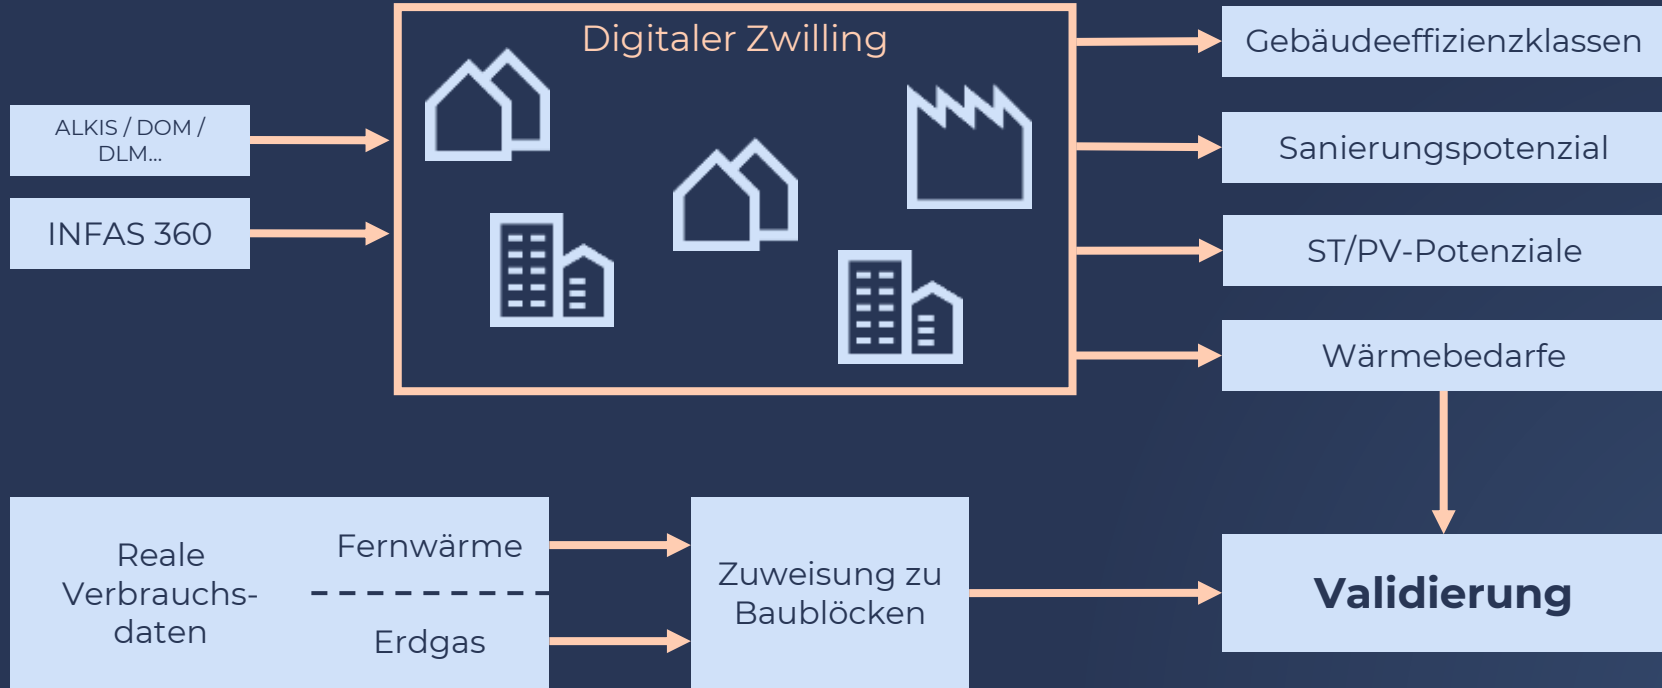 Digitaler Zwilling
ALKIS / DOM /
DLM...
INFAS 360
Gebäudeeffizienzklassen
Sanierungspotenzial
ST/PV-Potenziale
Wärmebedarfe
Reale
Verbrauchs-
daten
Fernwärme
Erdgas
Zuweisung zu
Baublöcken
Validierung